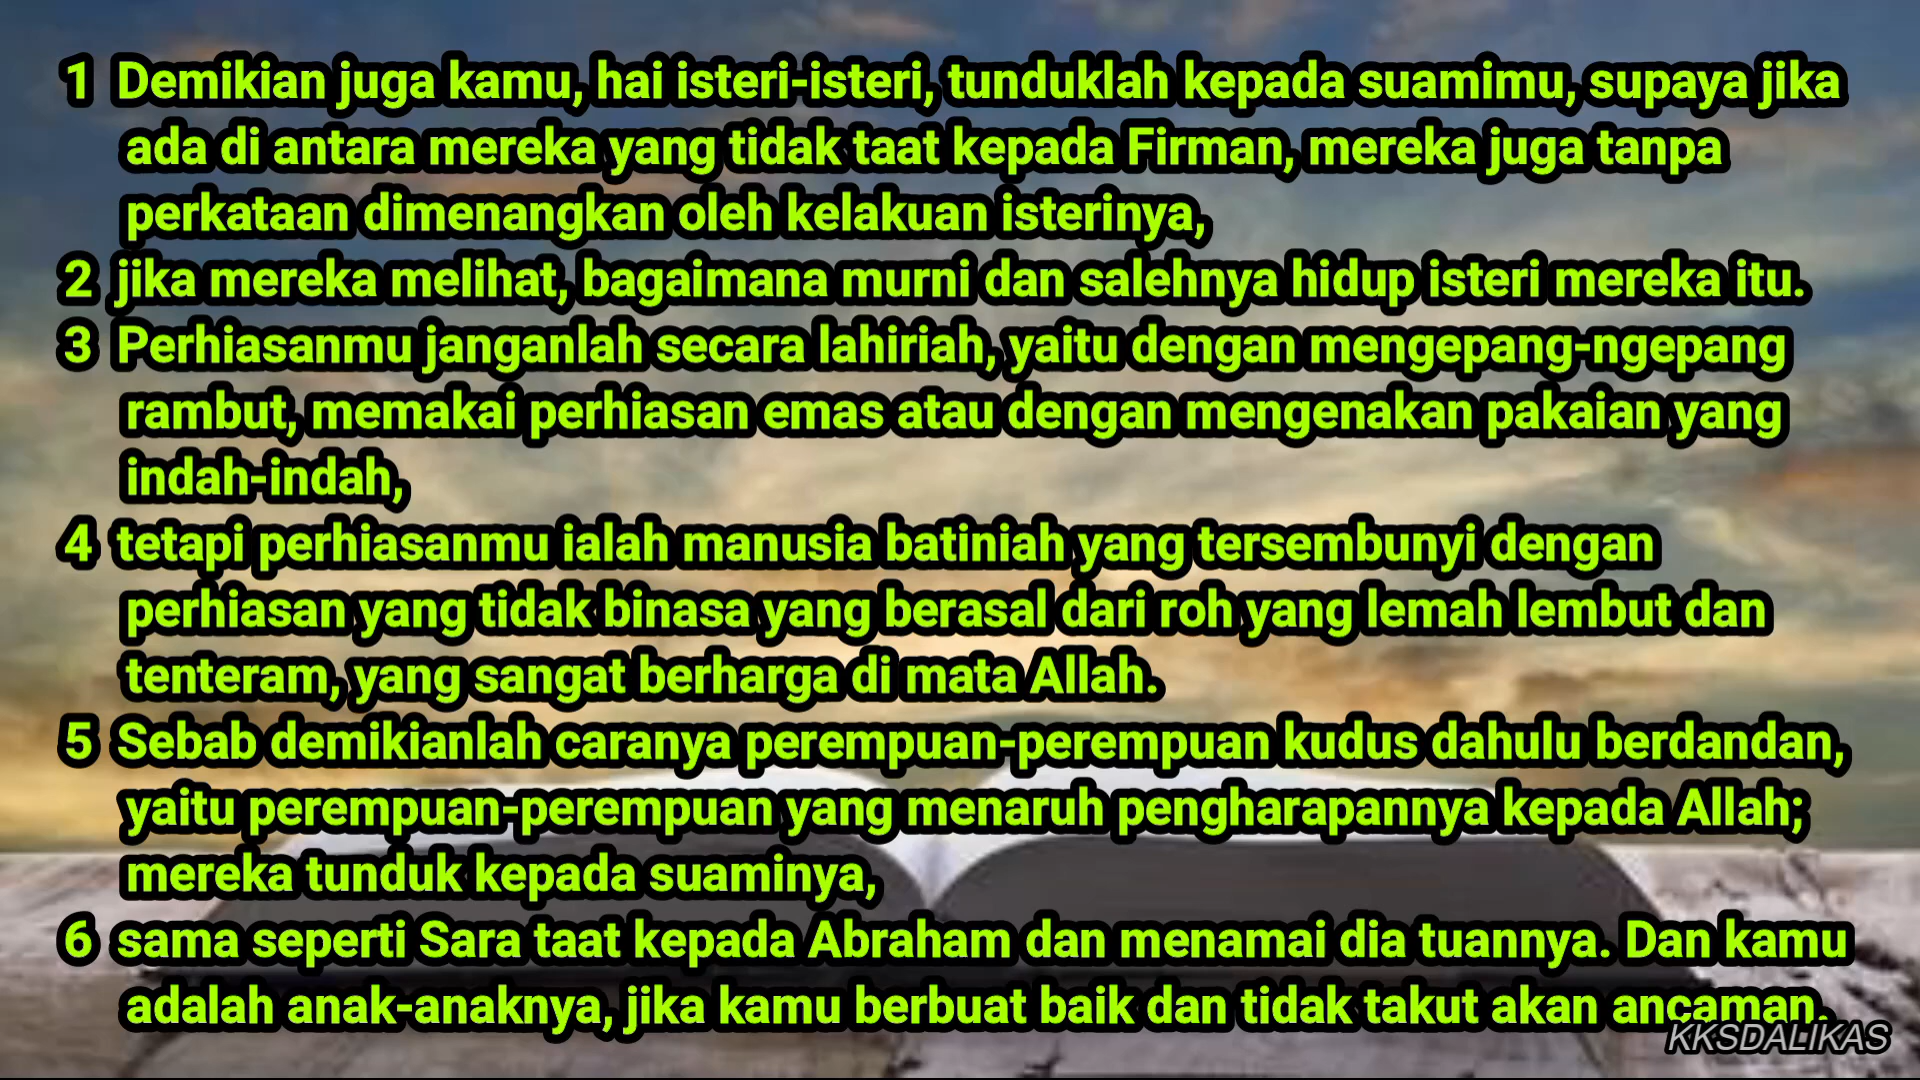 1 Demikian juga kamu, hai isteri-isteri, tunduklah kepada suamimu, supaya jika
ada di antara mereka yang tidak taat kepada Firman, mereka juga tanpa
perkataan dimenangkan oleh kelakuan isterinya,
2 jika mereka melihat, bagaimana murni dan salehnya hidup isteri mereka itu.
3 Perhiasanmu janganlah secara lahiriah, yaitu dengan mengepang-ngepang
rambut, memakai perhiasan emas atau dengan mengenakan pakaian yang
indah-indah,
4 tetapi perhiasanmu ialah manusia batiniah yang tersembunyi dengan
perhiasan yang tidak binasa yang berasal dari roh yang lemah lembut dan
tenteram, yang sangat berharga di mata Allah.
5 Sebab demikianlah caranya perempuan-perempuan kudus dahulu berdandan,
yaitu perempuan-perempuan yang menaruh pengharapannya kepada Allah;
mereka tunduk kepada suaminya,
6 sama seperti Sara taat kepada Abraham dan menamai dia tuannya. Dan kamu
adalah anak-anaknya, jika kamu berbuat baik dan tidak takut akan ancaman.
KKSDALIKAS